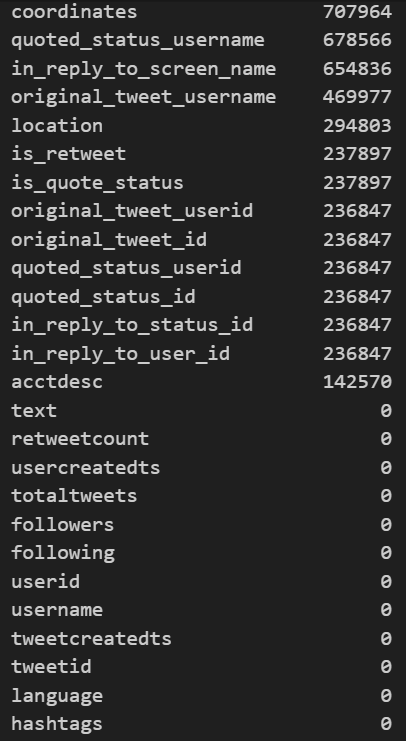 coordinates 707964
quoted_status_username 678566
in_reply_to_screen_name 654836
original_tweet_username 469977
location 294803
is_retweet 237897
is_quote_status 237897
original_tweet_userid 236847
original_tweet_id 236847
quoted_status_userid 236847
quoted_status_id 236847
in_reply_to_status_id 236847
in_reply_to_user_id 236847
acctdesc 142570
text 0
retweetcount 0
usercreatedts 0
totaltweets 0
followers 0
following 0
userid 0
username 0
tweetcreatedts 0
tweetid 0
language 0
hashtags 0